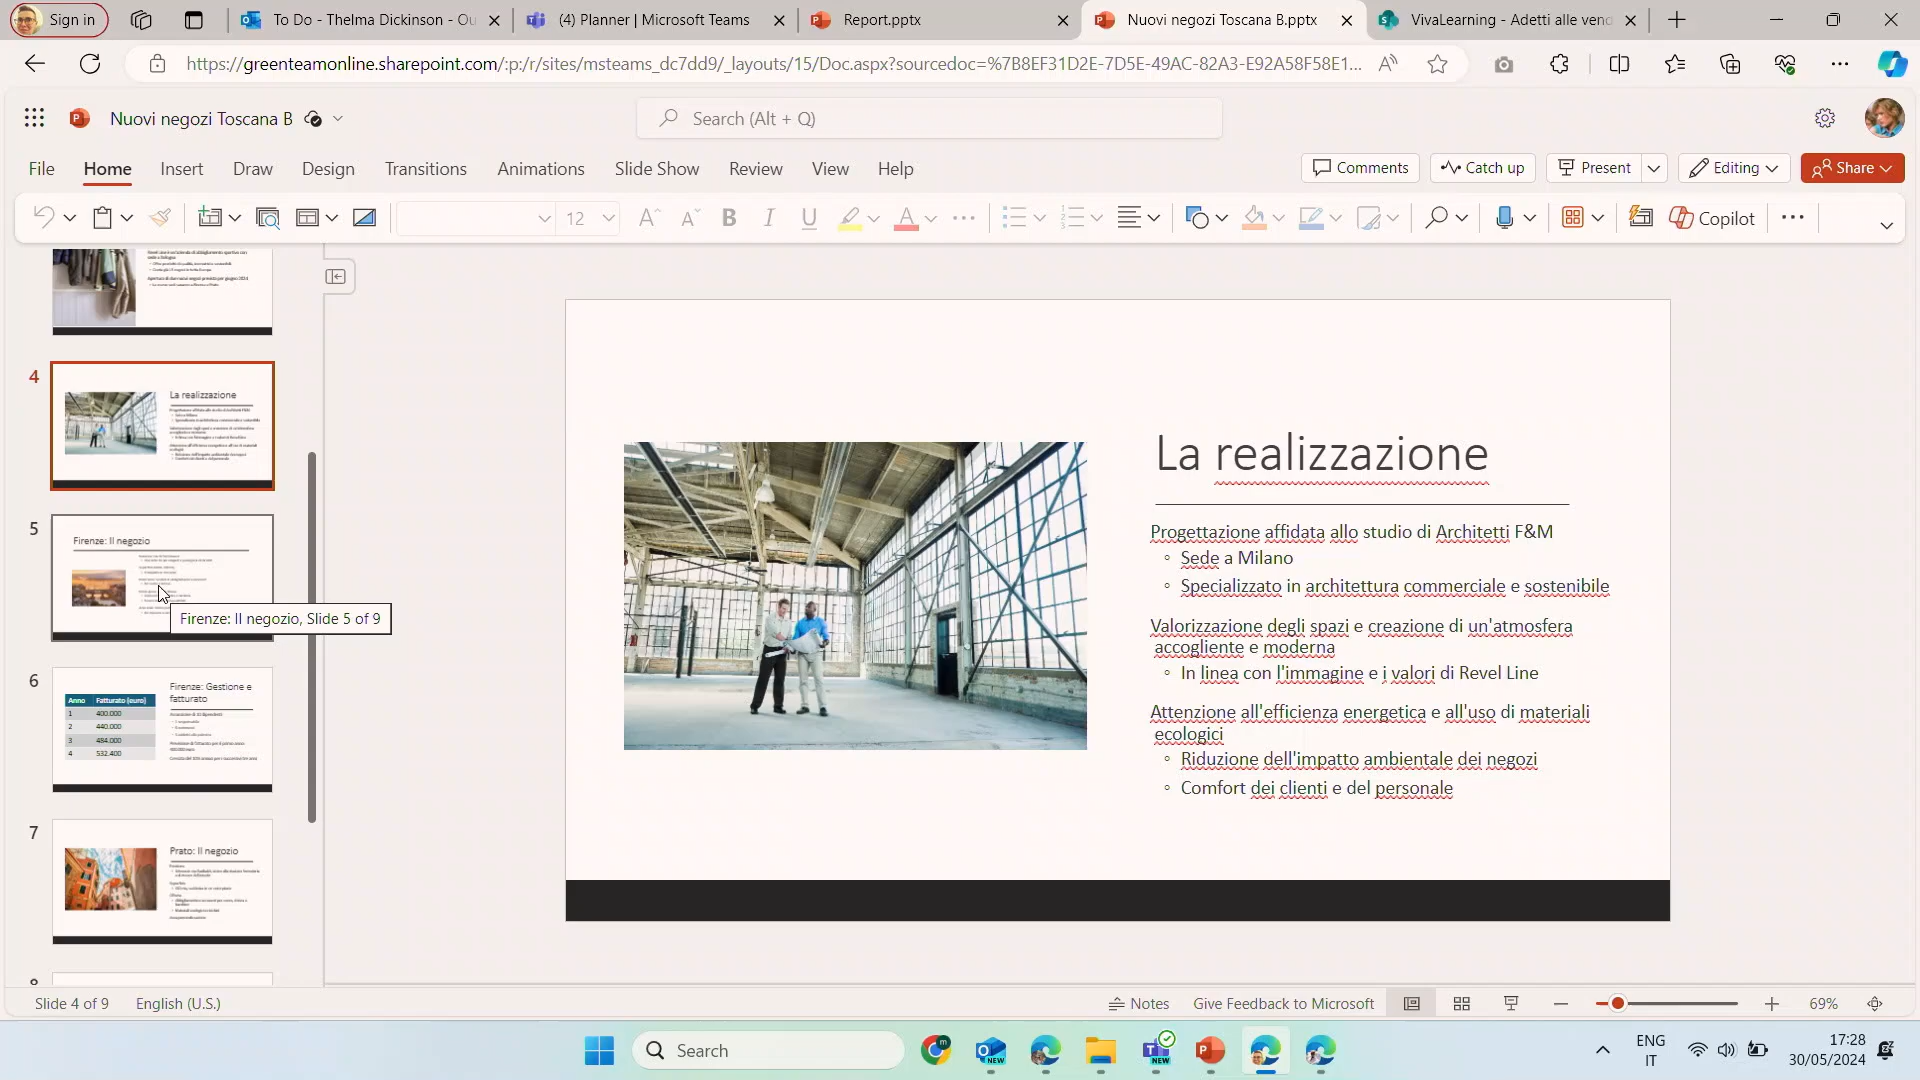 Sign in
To Do - Thelma Dickinson - Ou
(4) Planner | Microsoft Teams
Report.pptx
Nuovi negozi Toscana B.pptx
VivaLearning - Adetti alle vend
https://greenteamonline.sharepoint.com/:p:/r/sites/msteams_dc7dd9/_layouts/15/Doc.aspx?sourcedoc=%7B8EF31D2E-7D5E-49AC-82A3-E92A58F58E1...
Nuovi negozi Toscana B
Search (Alt + Q)
File
Home
Insert
Draw
Design
Transitions
Animations
Slide Show
Review
View
Help
Comments
Catch up
Present
Editing
Share
12
Copilot
4
La realizzazione
5
Firenze: Il negozio
Firenze: Il negozio, Slide 5 of 9
6
Anno Fatturato (euro)
1 400.000
2 440.000
3 484.000
4 532.400
Firenze: Gestione e
fatturato
7
Prato: Il negozio
8
La realizzazione
Progettazione affidata allo studio di Architetti F&M
◦ Sede a Milano
◦ Specializzato in architettura commerciale e sostenibile
Valorizzazione degli spazi e creazione di un'atmosfera
accogliente e moderna
◦ In linea con l'immagine e i valori di Revel Line
Attenzione all'efficienza energetica e all'uso di materiali
ecologici
◦ Riduzione dell'impatto ambientale dei negozi
◦ Comfort dei clienti e del personale
Slide 4 of 9
English (U.S.)
Notes
Give Feedback to Microsoft
69%
Search
ENG
IT
17:28
30/05/2024